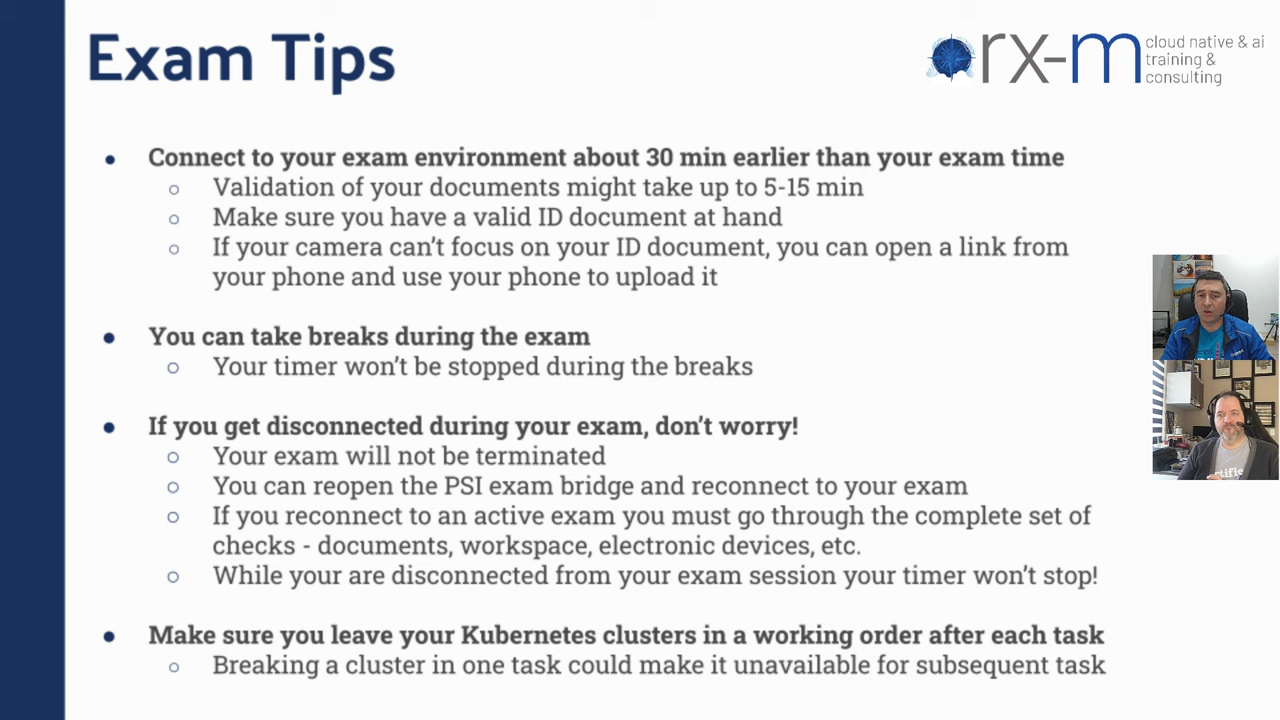 Exam Tips
rx-m
cloud native & ai
training &
consulting
Connect to your exam environment about 30 min earlier than your exam time
Validation of your documents might take up to 5-15 min
Make sure you have a valid ID document at hand
If your camera can't focus on your ID document, you can open a link from
your phone and use your phone to upload it
You can take breaks during the exam
Your timer won't be stopped during the breaks
If you get disconnected during your exam, don't worry!
Your exam will not be terminated
You can reopen the PSI exam bridge and reconnect to your exam
If you reconnect to an active exam you must go through the complete set of
checks - documents, workspace, electronic devices, etc.
While your are disconnected from your exam session your timer won't stop!
Make sure you leave your Kubernetes clusters in a working order after each task
Breaking a cluster in one task could make it unavailable for subsequent task